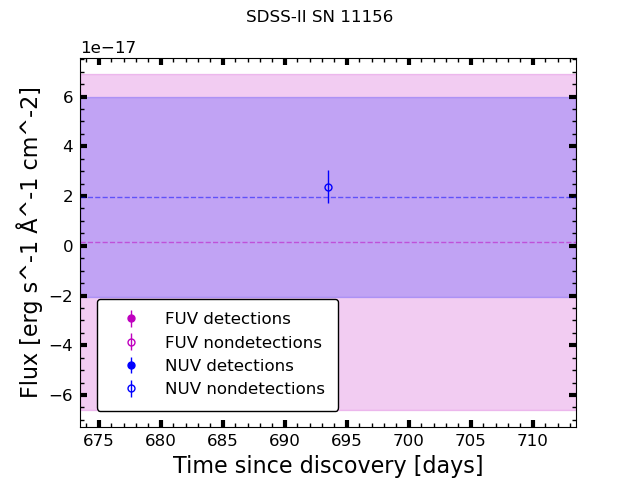 SDSS-II SN 11156
1e−17
Flux [erg s^-1 Å^-1 cm^-2]
6
4
2
0
−2
−4
−6
FUV detections
FUV nondetections
NUV detections
NUV nondetections
675 680 685 690 695 700 705 710
Time since discovery [days]